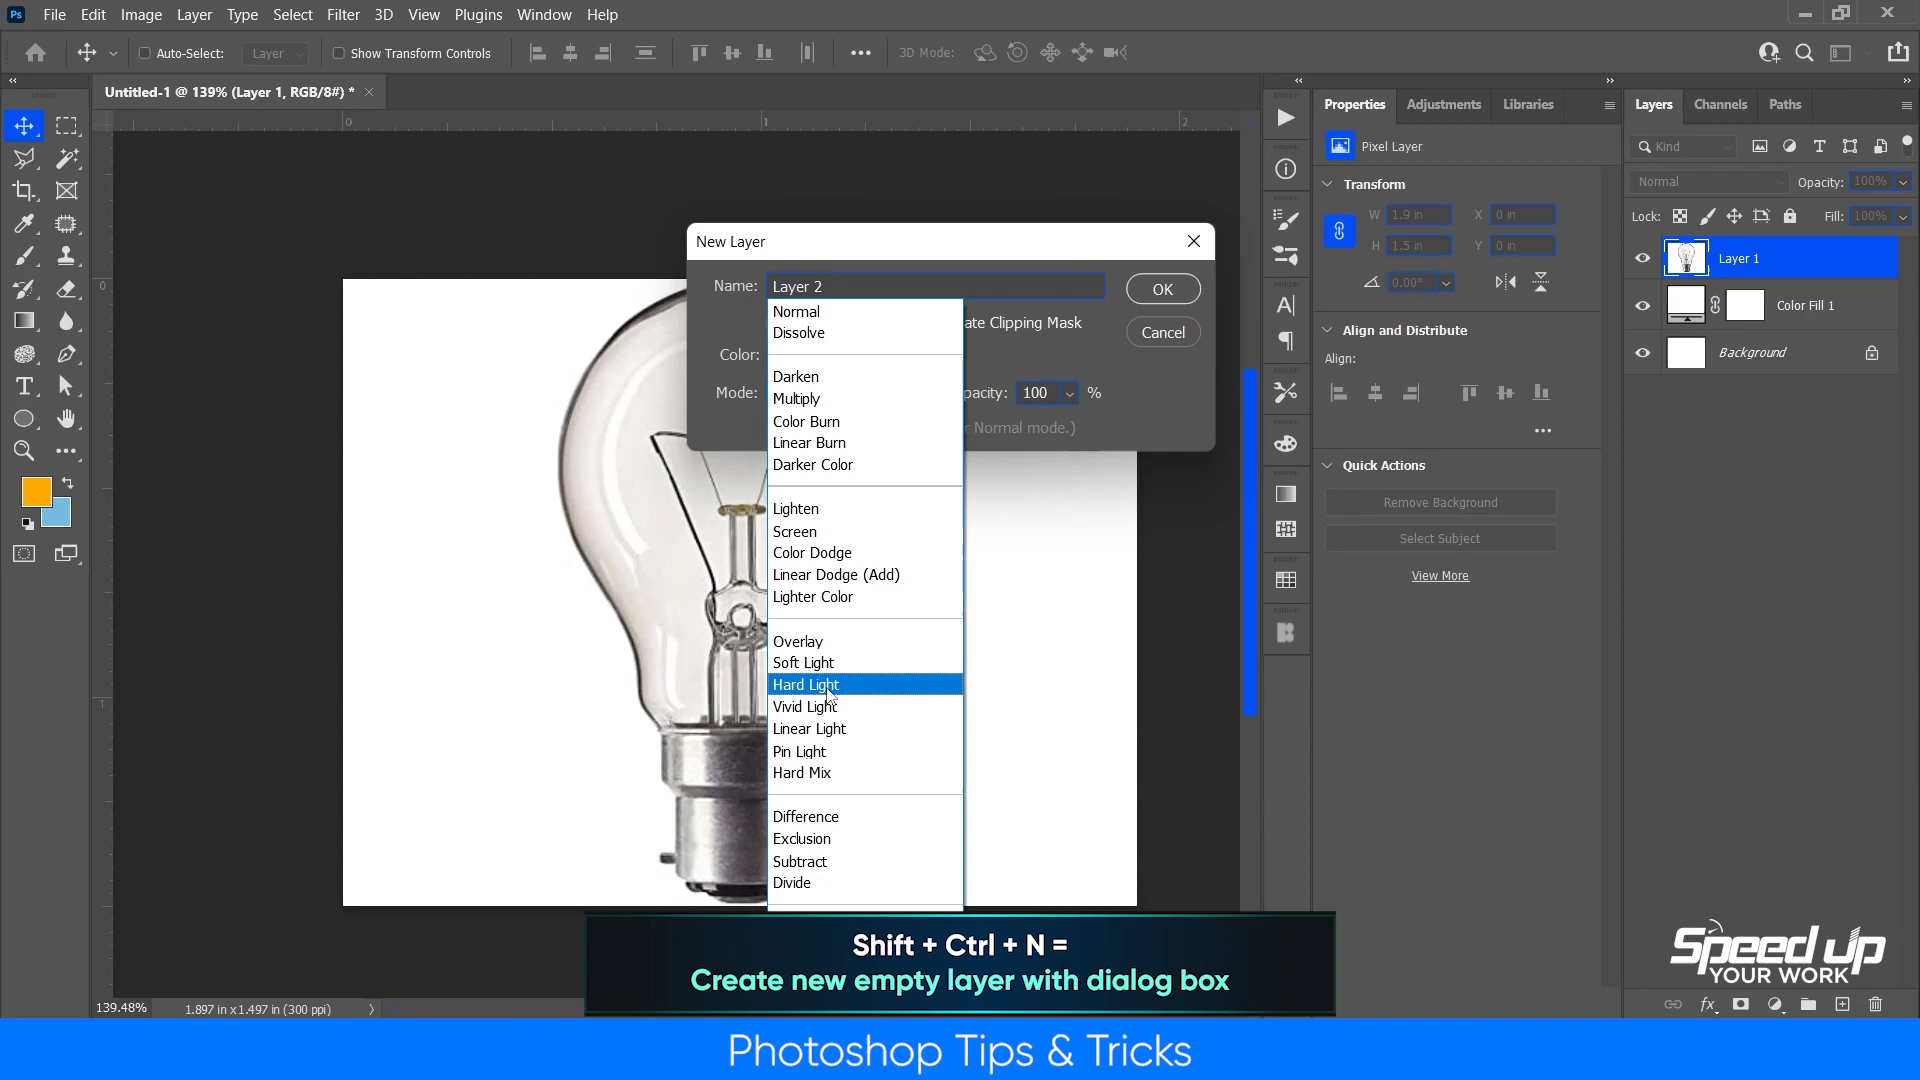 Ps File Edit Image Layer Type Select Filter 3D View Plugins Window Help
Auto-Select: Layer Show Transform Controls 3D Mode:
Untitled-1 @ 139% (Layer 1, RGB/8#) *
0 1 2
0
1
New Layer
Name: Layer 2
OK
ate Clipping Mask
Cancel
Color:
Mode:
pacity: 100 %
r Normal mode.)
Normal
Dissolve
Darken
Multiply
Color Burn
Linear Burn
Darker Color
Lighten
Screen
Color Dodge
Linear Dodge (Add)
Lighter Color
Overlay
Soft Light
Hard Light
Vivid Light
Linear Light
Pin Light
Hard Mix
Difference
Exclusion
Subtract
Divide
Properties Adjustments Libraries
Pixel Layer
Transform
W 1.9 in X 0 in
H 1.5 in Y 0 in
0.00°
Align and Distribute
Align:
Quick Actions
Remove Background
Select Subject
View More
Layers Channels Paths
Kind
Normal Opacity: 100%
Lock: Fill: 100%
Layer 1
Color Fill 1
Background
139.48% 1.897 in x 1.497 in (300 ppi)
Shift + Ctrl + N =
Create new empty layer with dialog box
Speed up
YOUR WORK
Photoshop Tips & Tricks